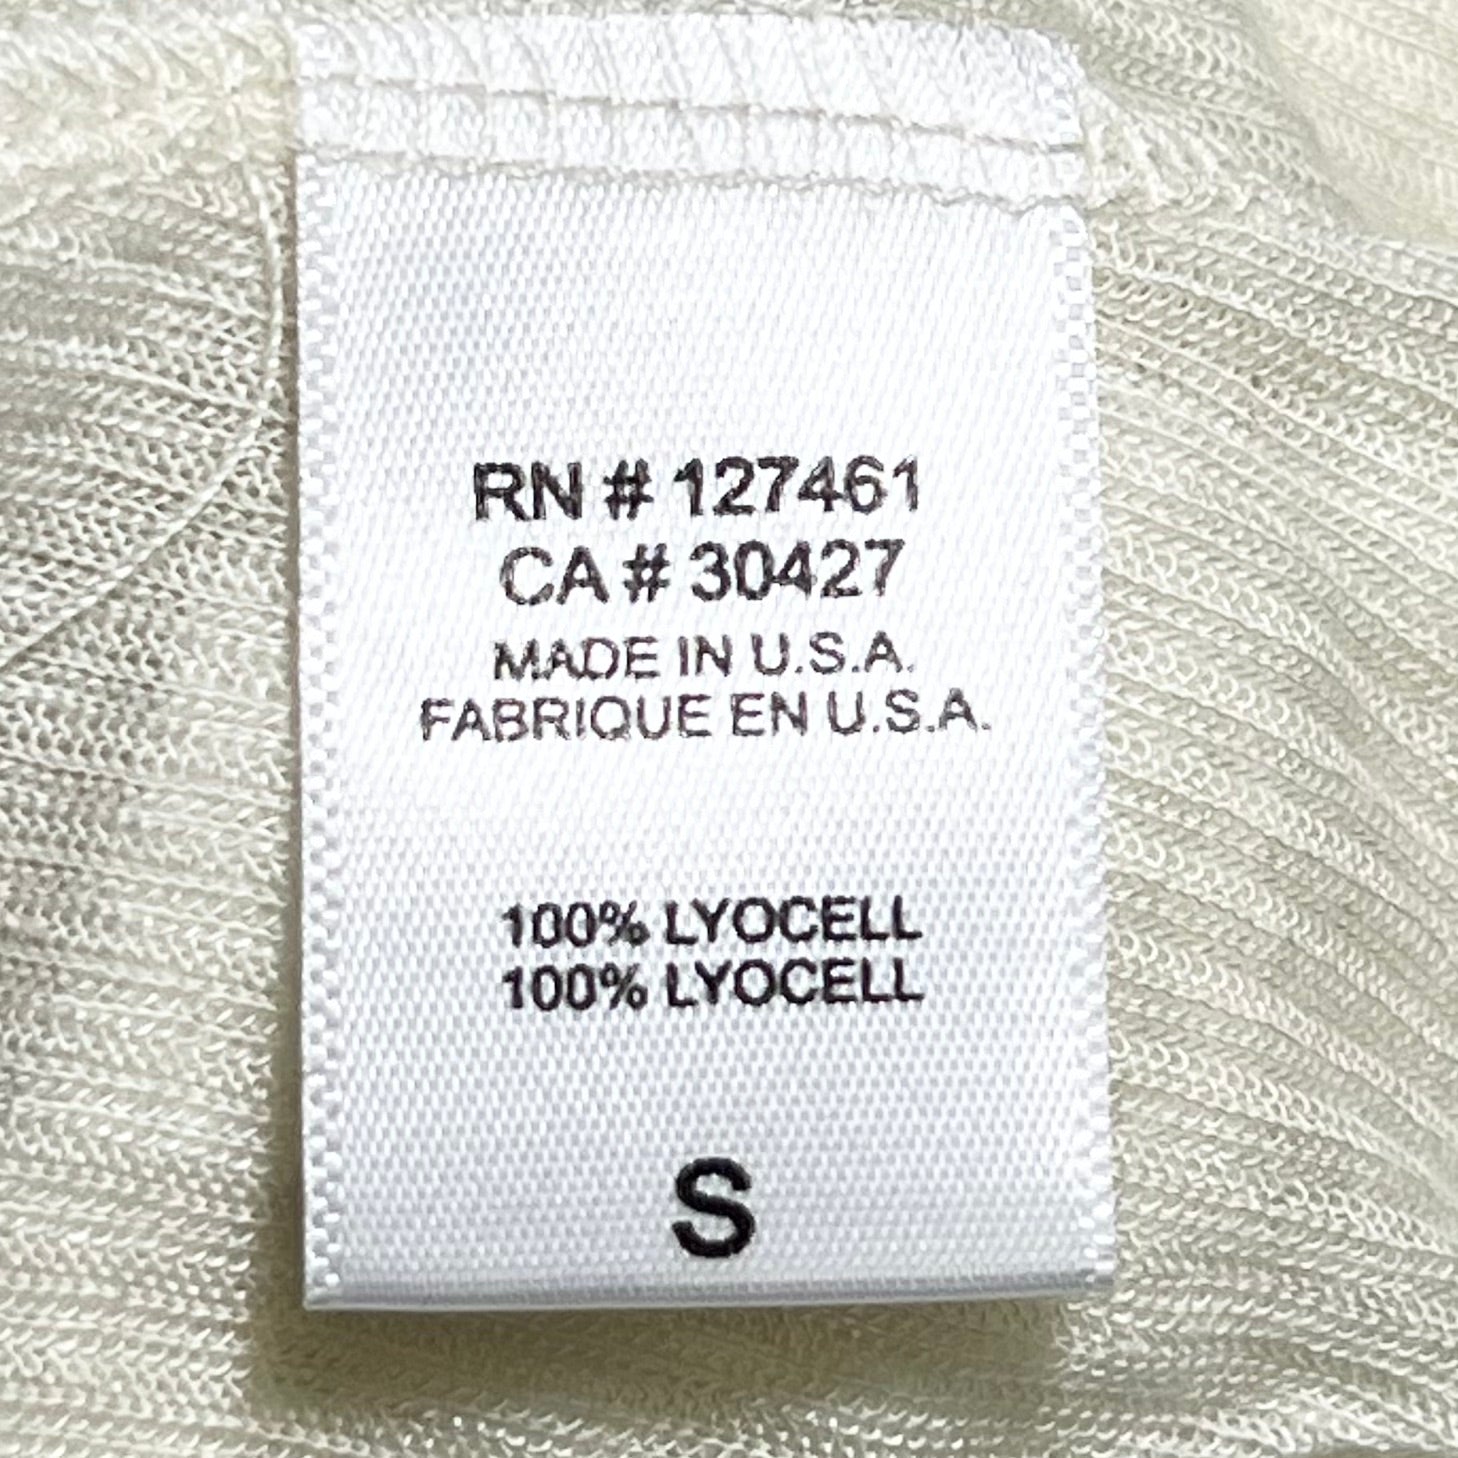 RN # 127461
CA # 30427
MADE IN U.S.A.
FABRIQUE EN U.S.A.
100% LYOCELL
100% LYOCELL
S